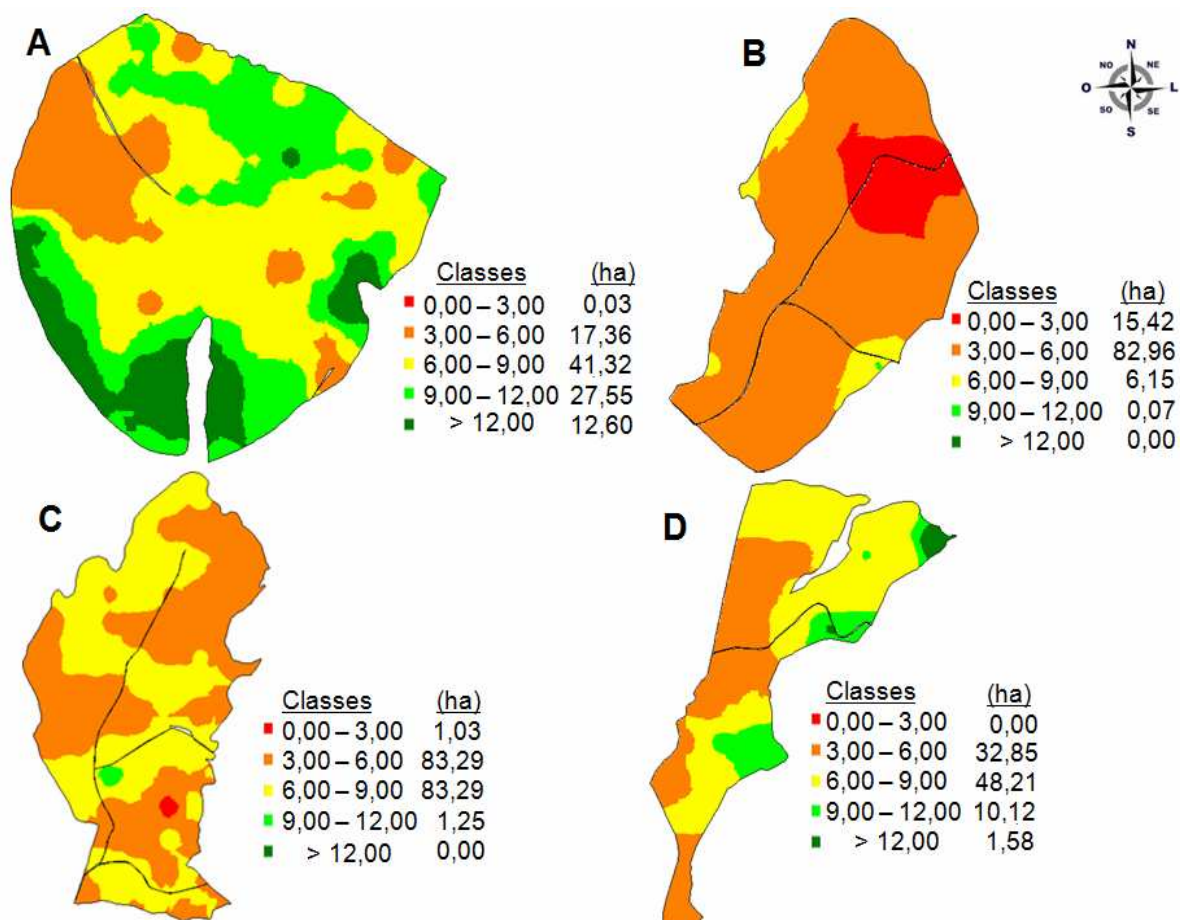 A
B
N
NO NE
O L
SO SE
S
Classes (ha)
0,00 – 3,00 0,03
3,00 – 6,00 17,36
6,00 – 9,00 41,32
9,00 – 12,00 27,55
> 12,00 12,60
Classes (ha)
0,00 – 3,00 15,42
3,00 – 6,00 82,96
6,00 – 9,00 6,15
9,00 – 12,00 0,07
> 12,00 0,00
C
D
Classes (ha)
0,00 – 3,00 1,03
3,00 – 6,00 83,29
6,00 – 9,00 83,29
9,00 – 12,00 1,25
> 12,00 0,00
Classes (ha)
0,00 – 3,00 0,00
3,00 – 6,00 32,85
6,00 – 9,00 48,21
9,00 – 12,00 10,12
> 12,00 1,58